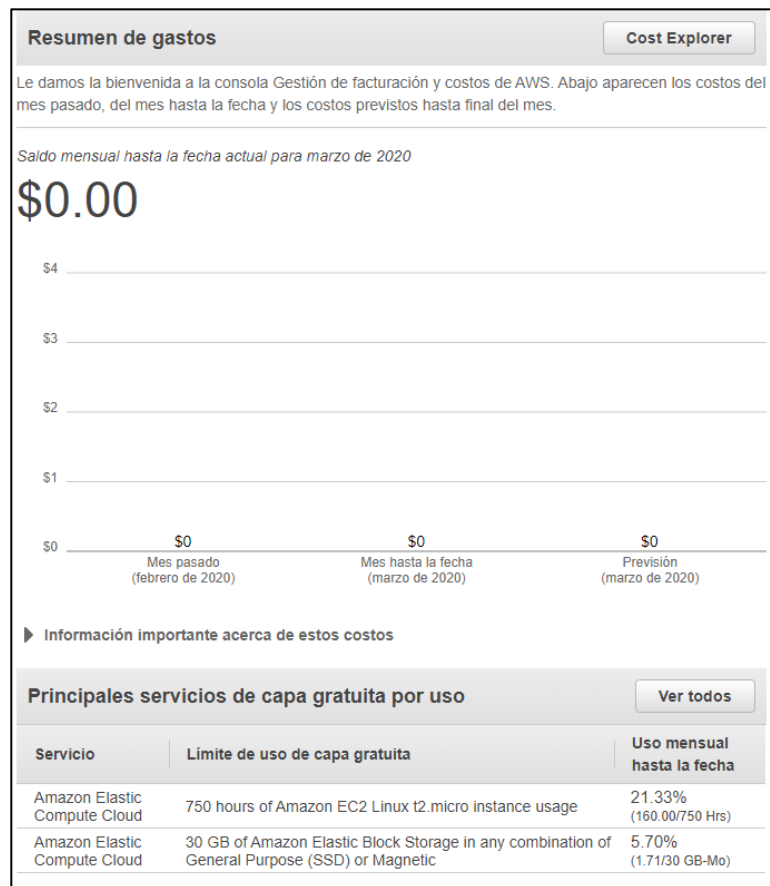 Resumen de gastos
Cost Explorer
Le damos la bienvenida a la consola Gestión de facturación y costos de AWS. Abajo aparecen los costos del
mes pasado, del mes hasta la fecha y los costos previstos hasta final del mes.
Saldo mensual hasta la fecha actual para marzo de 2020
$0.00
$4
$3
$2
$1
$0
$0
$0
$0
Mes pasado
(febrero de 2020)
Mes hasta la fecha
(marzo de 2020)
Previsión
(marzo de 2020)
Información importante acerca de estos costos
Principales servicios de capa gratuita por uso
Ver todos
Servicio
Límite de uso de capa gratuita
Uso mensual
hasta la fecha
Amazon Elastic
Compute Cloud
750 hours of Amazon EC2 Linux t2.micro instance usage
21.33%
(160.00/750 Hrs)
Amazon Elastic
Compute Cloud
30 GB of Amazon Elastic Block Storage in any combination of
General Purpose (SSD) or Magnetic
5.70%
(1.71/30 GB-Mo)